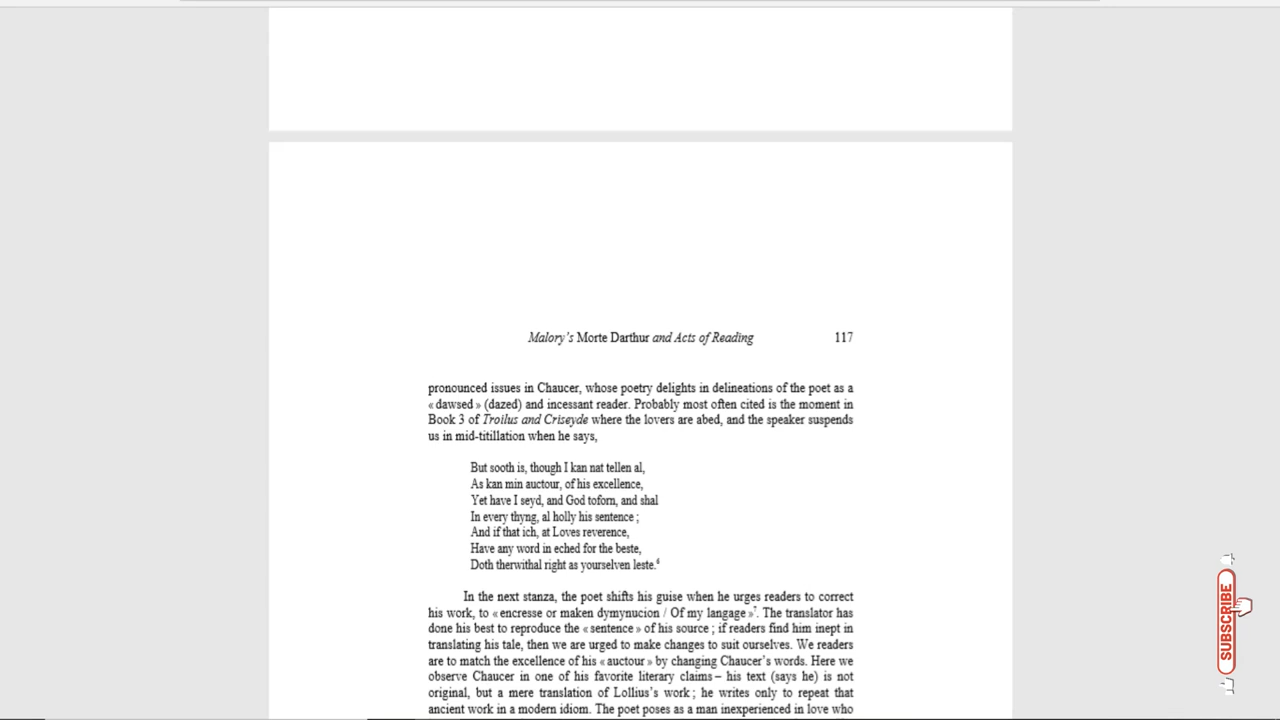 Malory's Morte Darthur and Acts of Reading 117
pronounced issues in Chaucer, whose poetry delights in delineations of the poet as a
« dawsed » (dazed) and incessant reader. Probably most often cited is the moment in
Book 3 of Troilus and Criseyde where the lovers are abed, and the speaker suspends
us in mid-titillation when he says,
But sooth is, though I kan nat tellen al,
As kan min auctour, of his excellence,
Yet have I seyd, and God toforn, and shal
In every thyng, al holly his sentence ;
And if that ich, at Loves reverence,
Have any word in eched for the beste,
Doth therwithal right as yourselven leste.⁶
In the next stanza, the poet shifts his guise when he urges readers to correct
his work, to « encresse or maken dymynucion / Of my langage »⁷. The translator has
done his best to reproduce the « sentence » of his source ; if readers find him inept in
translating his tale, then we are urged to make changes to suit ourselves. We readers
are to match the excellence of his « auctour » by changing Chaucer's words. Here we
observe Chaucer in one of his favorite literary claims – his text (says he) is not
original, but a mere translation of Lollius's work ; he writes only to repeat that
ancient work in a modern idiom. The poet poses as a man inexperienced in love who
SUBSCRIBE